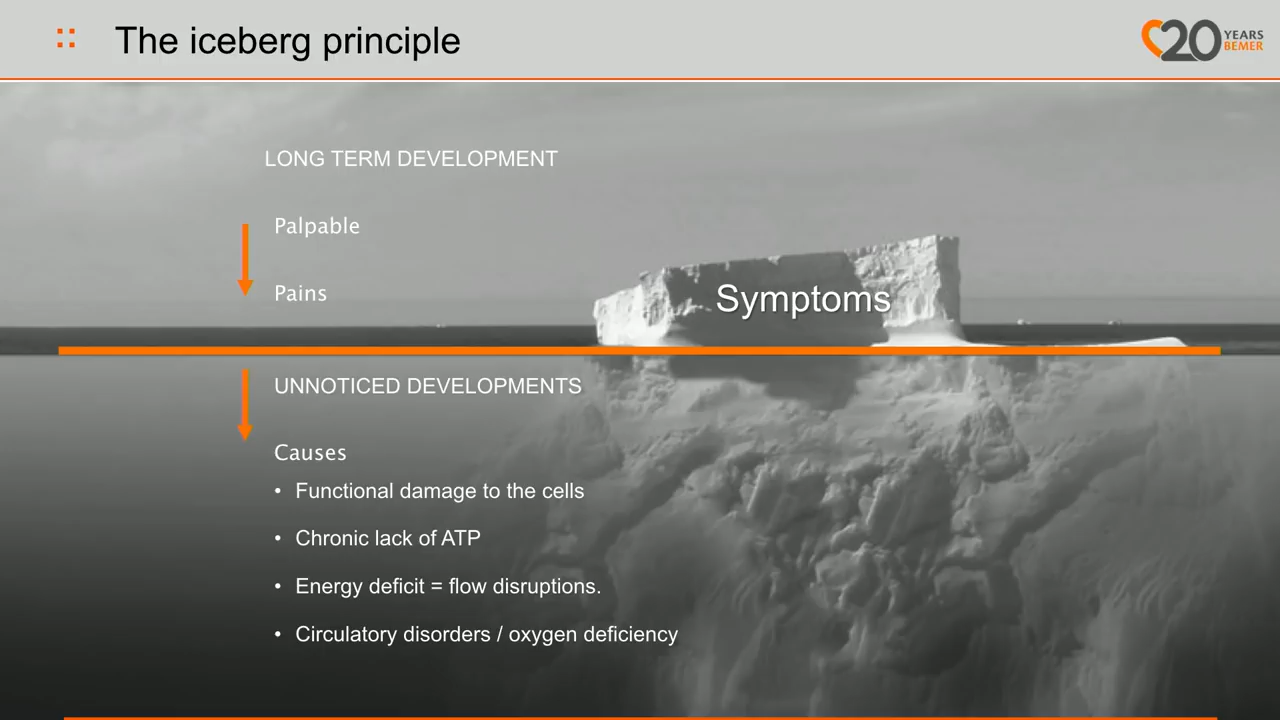 The iceberg principle
20 YEARS
BEMER
LONG TERM DEVELOPMENT
Palpable
Pains
Symptoms
UNNOTICED DEVELOPMENTS
Causes
• Functional damage to the cells
• Chronic lack of ATP
• Energy deficit = flow disruptions.
• Circulatory disorders / oxygen deficiency